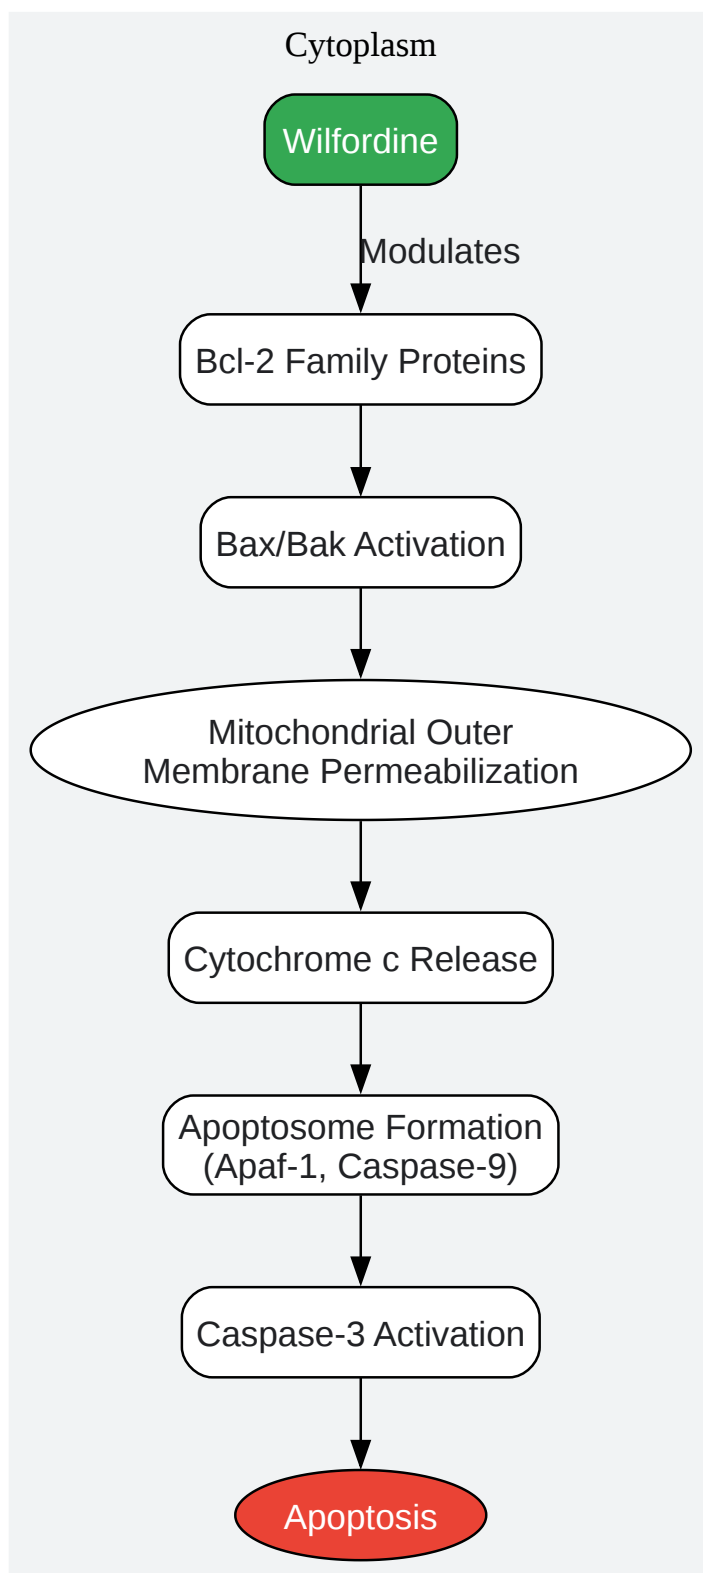 Cytoplasm
Wilfordine
Modulates
Bcl-2 Family Proteins
Bax/Bak Activation
Mitochondrial Outer
Membrane Permeabilization
Cytochrome c Release
Apoptosome Formation
(Apaf-1, Caspase-9)
Caspase-3 Activation
Apoptosis